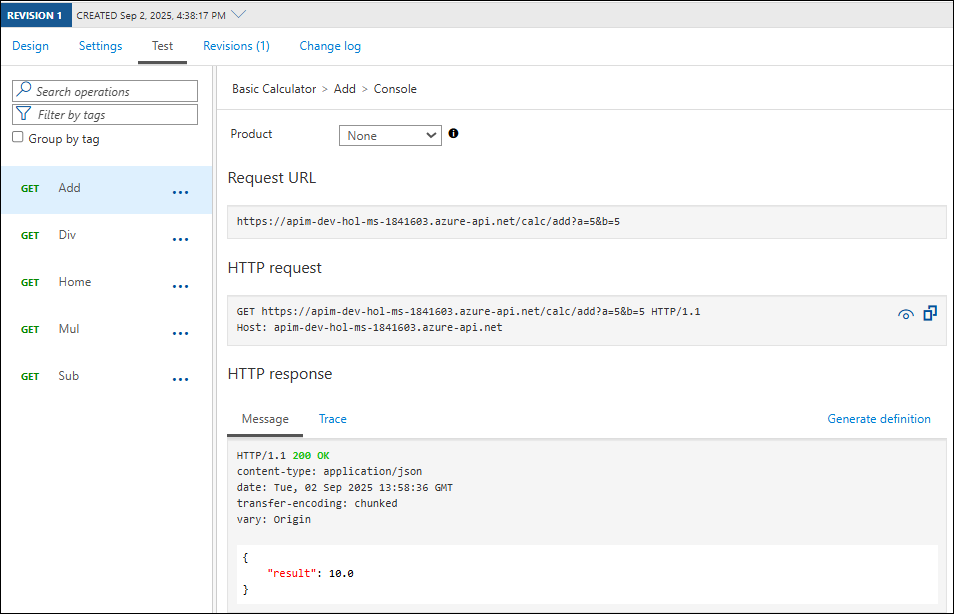 REVISION 1 CREATED Sep 2, 2025, 4:38:17 PM
Design Settings Test Revisions (1) Change log
Search operations
Filter by tags
Group by tag
GET Add ...
GET Div ...
GET Home ...
GET Mul ...
GET Sub ...
Basic Calculator > Add > Console
Product None
Request URL
https://apim-dev-hol-ms-1841603.azure-api.net/calc/add?a=5&b=5
HTTP request
GET https://apim-dev-hol-ms-1841603.azure-api.net/calc/add?a=5&b=5 HTTP/1.1
Host: apim-dev-hol-ms-1841603.azure-api.net
HTTP response
Message Trace Generate definition
HTTP/1.1 200 OK
content-type: application/json
date: Tue, 02 Sep 2025 13:58:36 GMT
transfer-encoding: chunked
vary: Origin
{
"result": 10.0
}